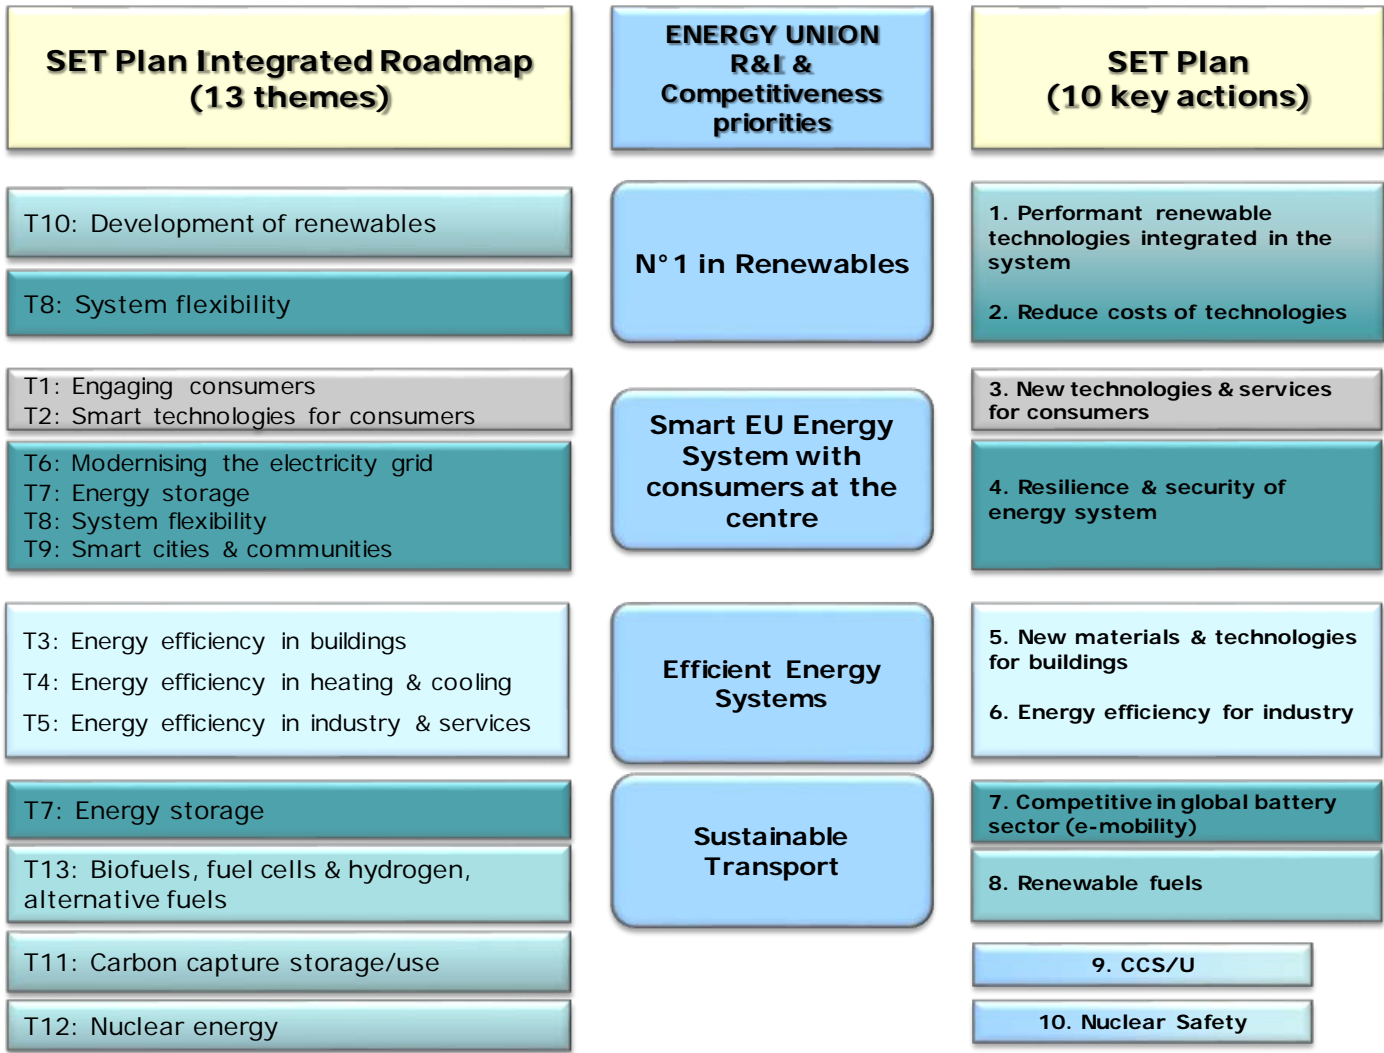 SET Plan Integrated Roadmap
(13 themes)
ENERGY UNION
R&I &
Competitiveness
priorities
SET Plan
(10 key actions)
T10: Development of renewables
T8: System flexibility
N°1 in Renewables
1. Performant renewable
technologies integrated in the
system
2. Reduce costs of technologies
T1: Engaging consumers
T2: Smart technologies for consumers
T6: Modernising the electricity grid
T7: Energy storage
T8: System flexibility
T9: Smart cities & communities
Smart EU Energy
System with
consumers at the
centre
3. New technologies & services
for consumers
4. Resilience & security of
energy system
T3: Energy efficiency in buildings
T4: Energy efficiency in heating & cooling
T5: Energy efficiency in industry & services
Efficient Energy
Systems
5. New materials & technologies
for buildings
6. Energy efficiency for industry
T7: Energy storage
T13: Biofuels, fuel cells & hydrogen,
alternative fuels
Sustainable
Transport
7. Competitive in global battery
sector (e-mobility)
8. Renewable fuels
T11: Carbon capture storage/use
9. CCS/U
T12: Nuclear energy
10. Nuclear Safety